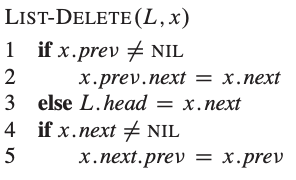 LIST-DELETE(L, x)
1 if x.prev ≠ NIL
2 x.prev.next = x.next
3 else L.head = x.next
4 if x.next ≠ NIL
5 x.next.prev = x.prev